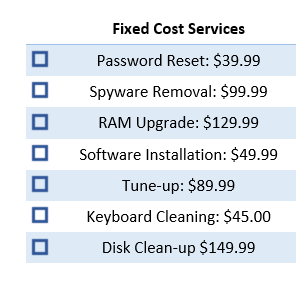 Fixed Cost Services
Password Reset: $39.99
Spyware Removal: $99.99
RAM Upgrade: $129.99
Software Installation: $49.99
Tune-up: $89.99
Keyboard Cleaning: $45.00
Disk Clean-up $149.99